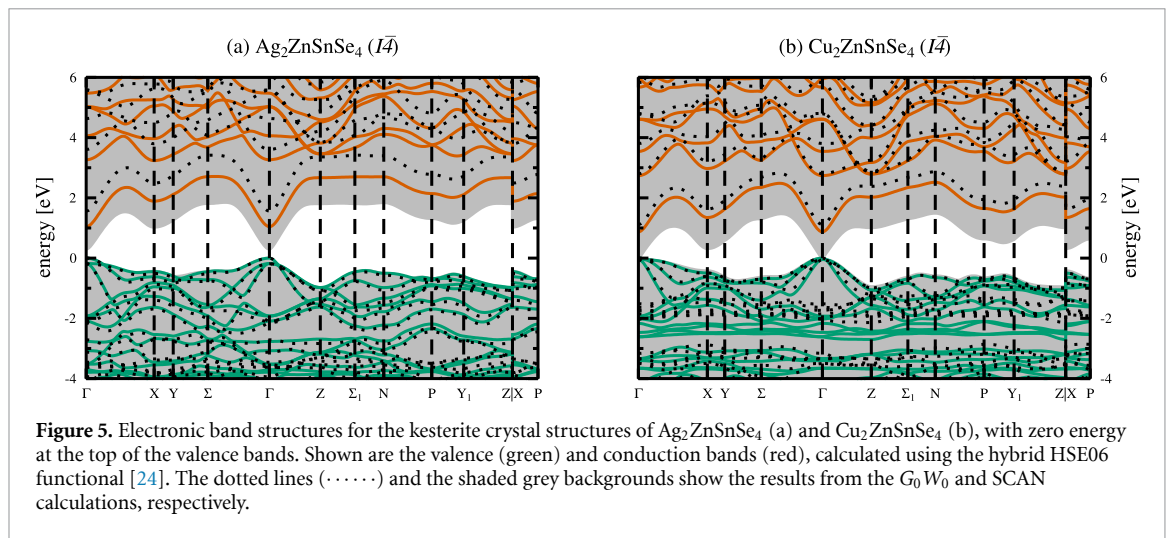 (a) Ag₂ZnSnSe₄ (I4̅) (b) Cu₂ZnSnSe₄ (I4̅)
6 6
4 4
2 2
0 0
-2 -2
-4 -4
energy [eV] energy [eV]
Γ X Y Σ Γ Z Σ₁ N P Y₁ Z|X P Γ X Y Σ Γ Z Σ₁ N P Y₁ Z|X P
Figure 5. Electronic band structures for the kesterite crystal structures of Ag₂ZnSnSe₄ (a) and Cu₂ZnSnSe₄ (b), with zero energy
at the top of the valence bands. Shown are the valence (green) and conduction bands (red), calculated using the hybrid HSE06
functional [24]. The dotted lines (······) and the shaded grey backgrounds show the results from the G₀W₀ and SCAN
calculations, respectively.